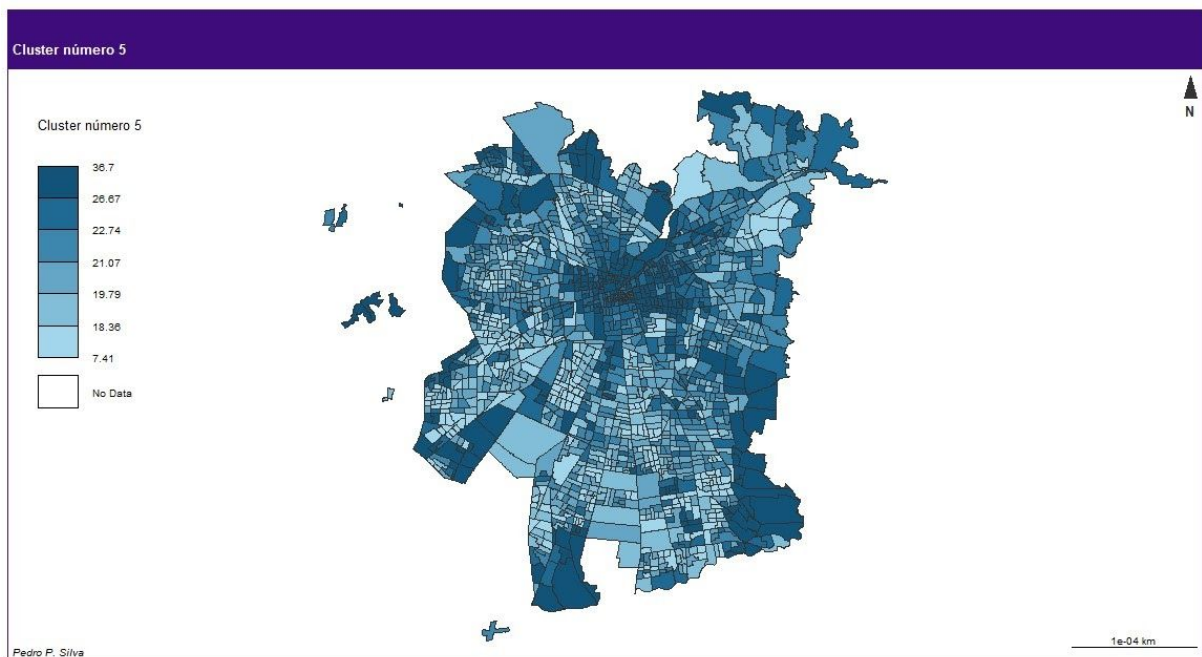 Cluster número 5
N
Cluster número 5
36.7
26.67
22.74
21.07
19.79
18.36
7.41
No Data
1e-04 km
Pedro P. Silva